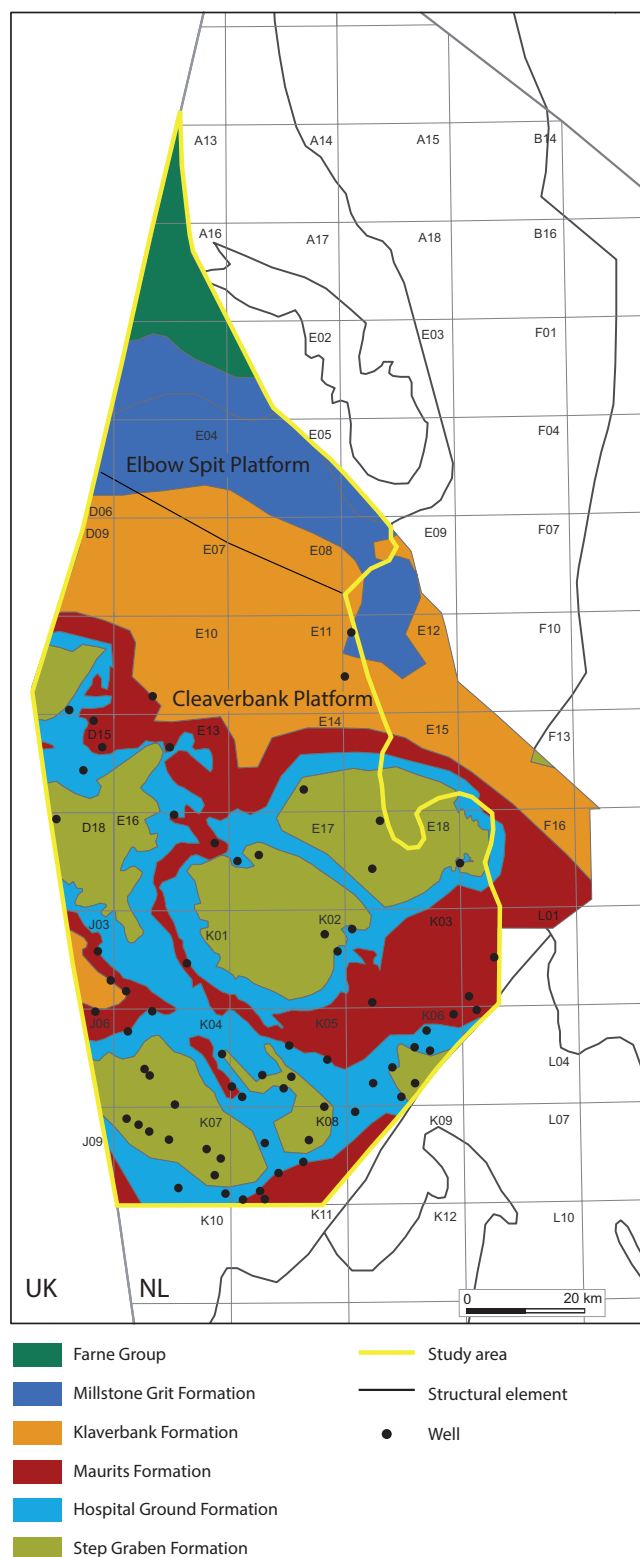 A13 A14 A15 B14
A16 A17 A18 B16
E02 E03 F01
E04 E05 F04
Elbow Spit Platform
D06
D09 E07 E08 E09 F07
E10 E11 E12 F10
Cleaverbank Platform
D15 E13 E14 E15 F13
D18 E16 E17 E18 F16
J03 K01 K02 K03 L01
J06 K04 K05 K06
L04
J09 K07 K08 K09 L07
K10 K11 K12 L10
UK NL
0 20 km
Farne Group
Millstone Grit Formation
Klaverbank Formation
Maurits Formation
Hospital Ground Formation
Step Graben Formation
Study area
Structural element
Well